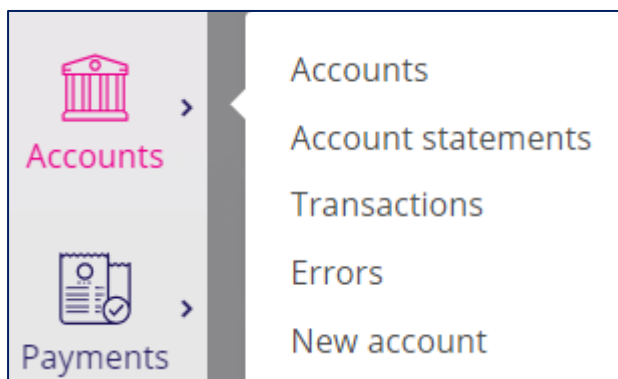 Accounts
Payments
Accounts
Account statements
Transactions
Errors
New account